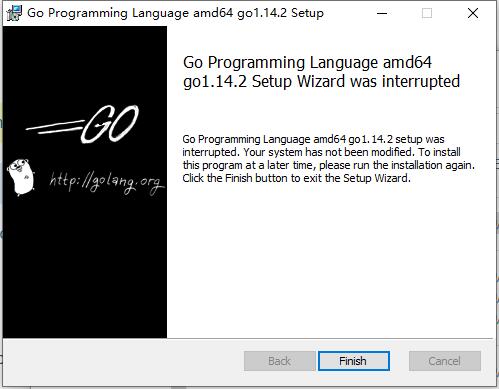 Go Programming Language amd64 go1.14.2 Setup
Go Programming Language amd64
go1.14.2 Setup Wizard was interrupted
GO
http://golang.org
Go Programming Language amd64 go1.14.2 setup was
interrupted. Your system has not been modified. To install
this program at a later time, please run the installation again.
Click the Finish button to exit the Setup Wizard.
Back
Finish
Cancel